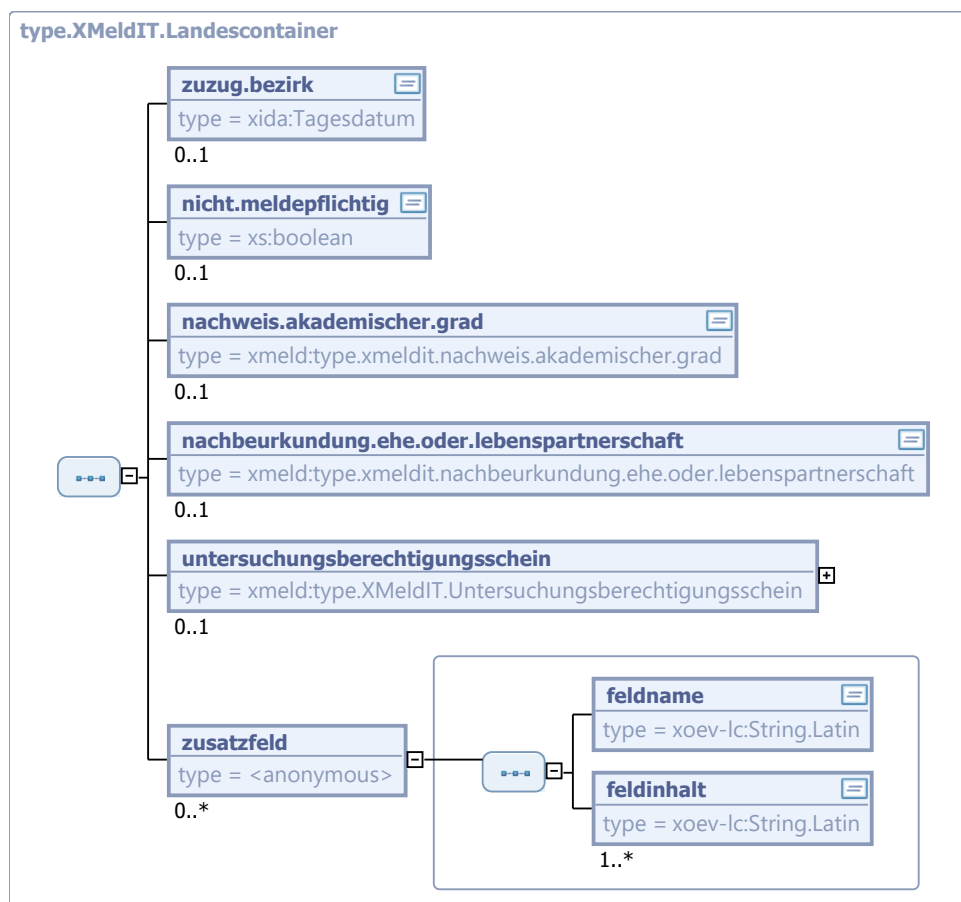 type.XMeldIT.Landescontainer
zuzug.bezirk
type = xida:Tagesdatum
0..1
nicht.meldepflichtig
type = xs:boolean
0..1
nachweis.akademischer.grad
type = xmeld:type.xmeldit.nachweis.akademischer.grad
0..1
nachbeurkundung.ehe.oder.lebenspartnerschaft
type = xmeld:type.xmeldit.nachbeurkundung.ehe.oder.lebenspartnerschaft
0..1
untersuchungsberechtigungsschein
type = xmeld:type.XMeldIT.Untersuchungsberechtigungsschein
0..1
zusatzfeld
type = <anonymous>
0..*
feldname
type = xoev-lc:String.Latin
feldinhalt
type = xoev-lc:String.Latin
1..*